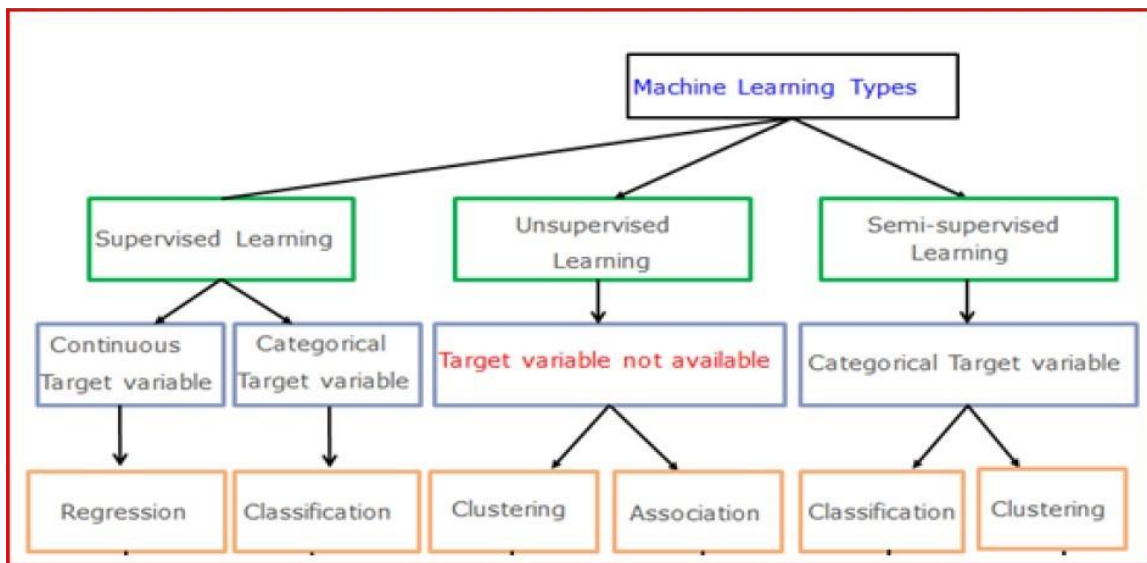 Machine Learning Types
Supervised Learning
Unsupervised
Learning
Semi-supervised
Learning
Continuous
Target variable
Categorical
Target variable
Target variable not available
Categorical Target variable
Regression
Classification
Clustering
Association
Classification
Clustering